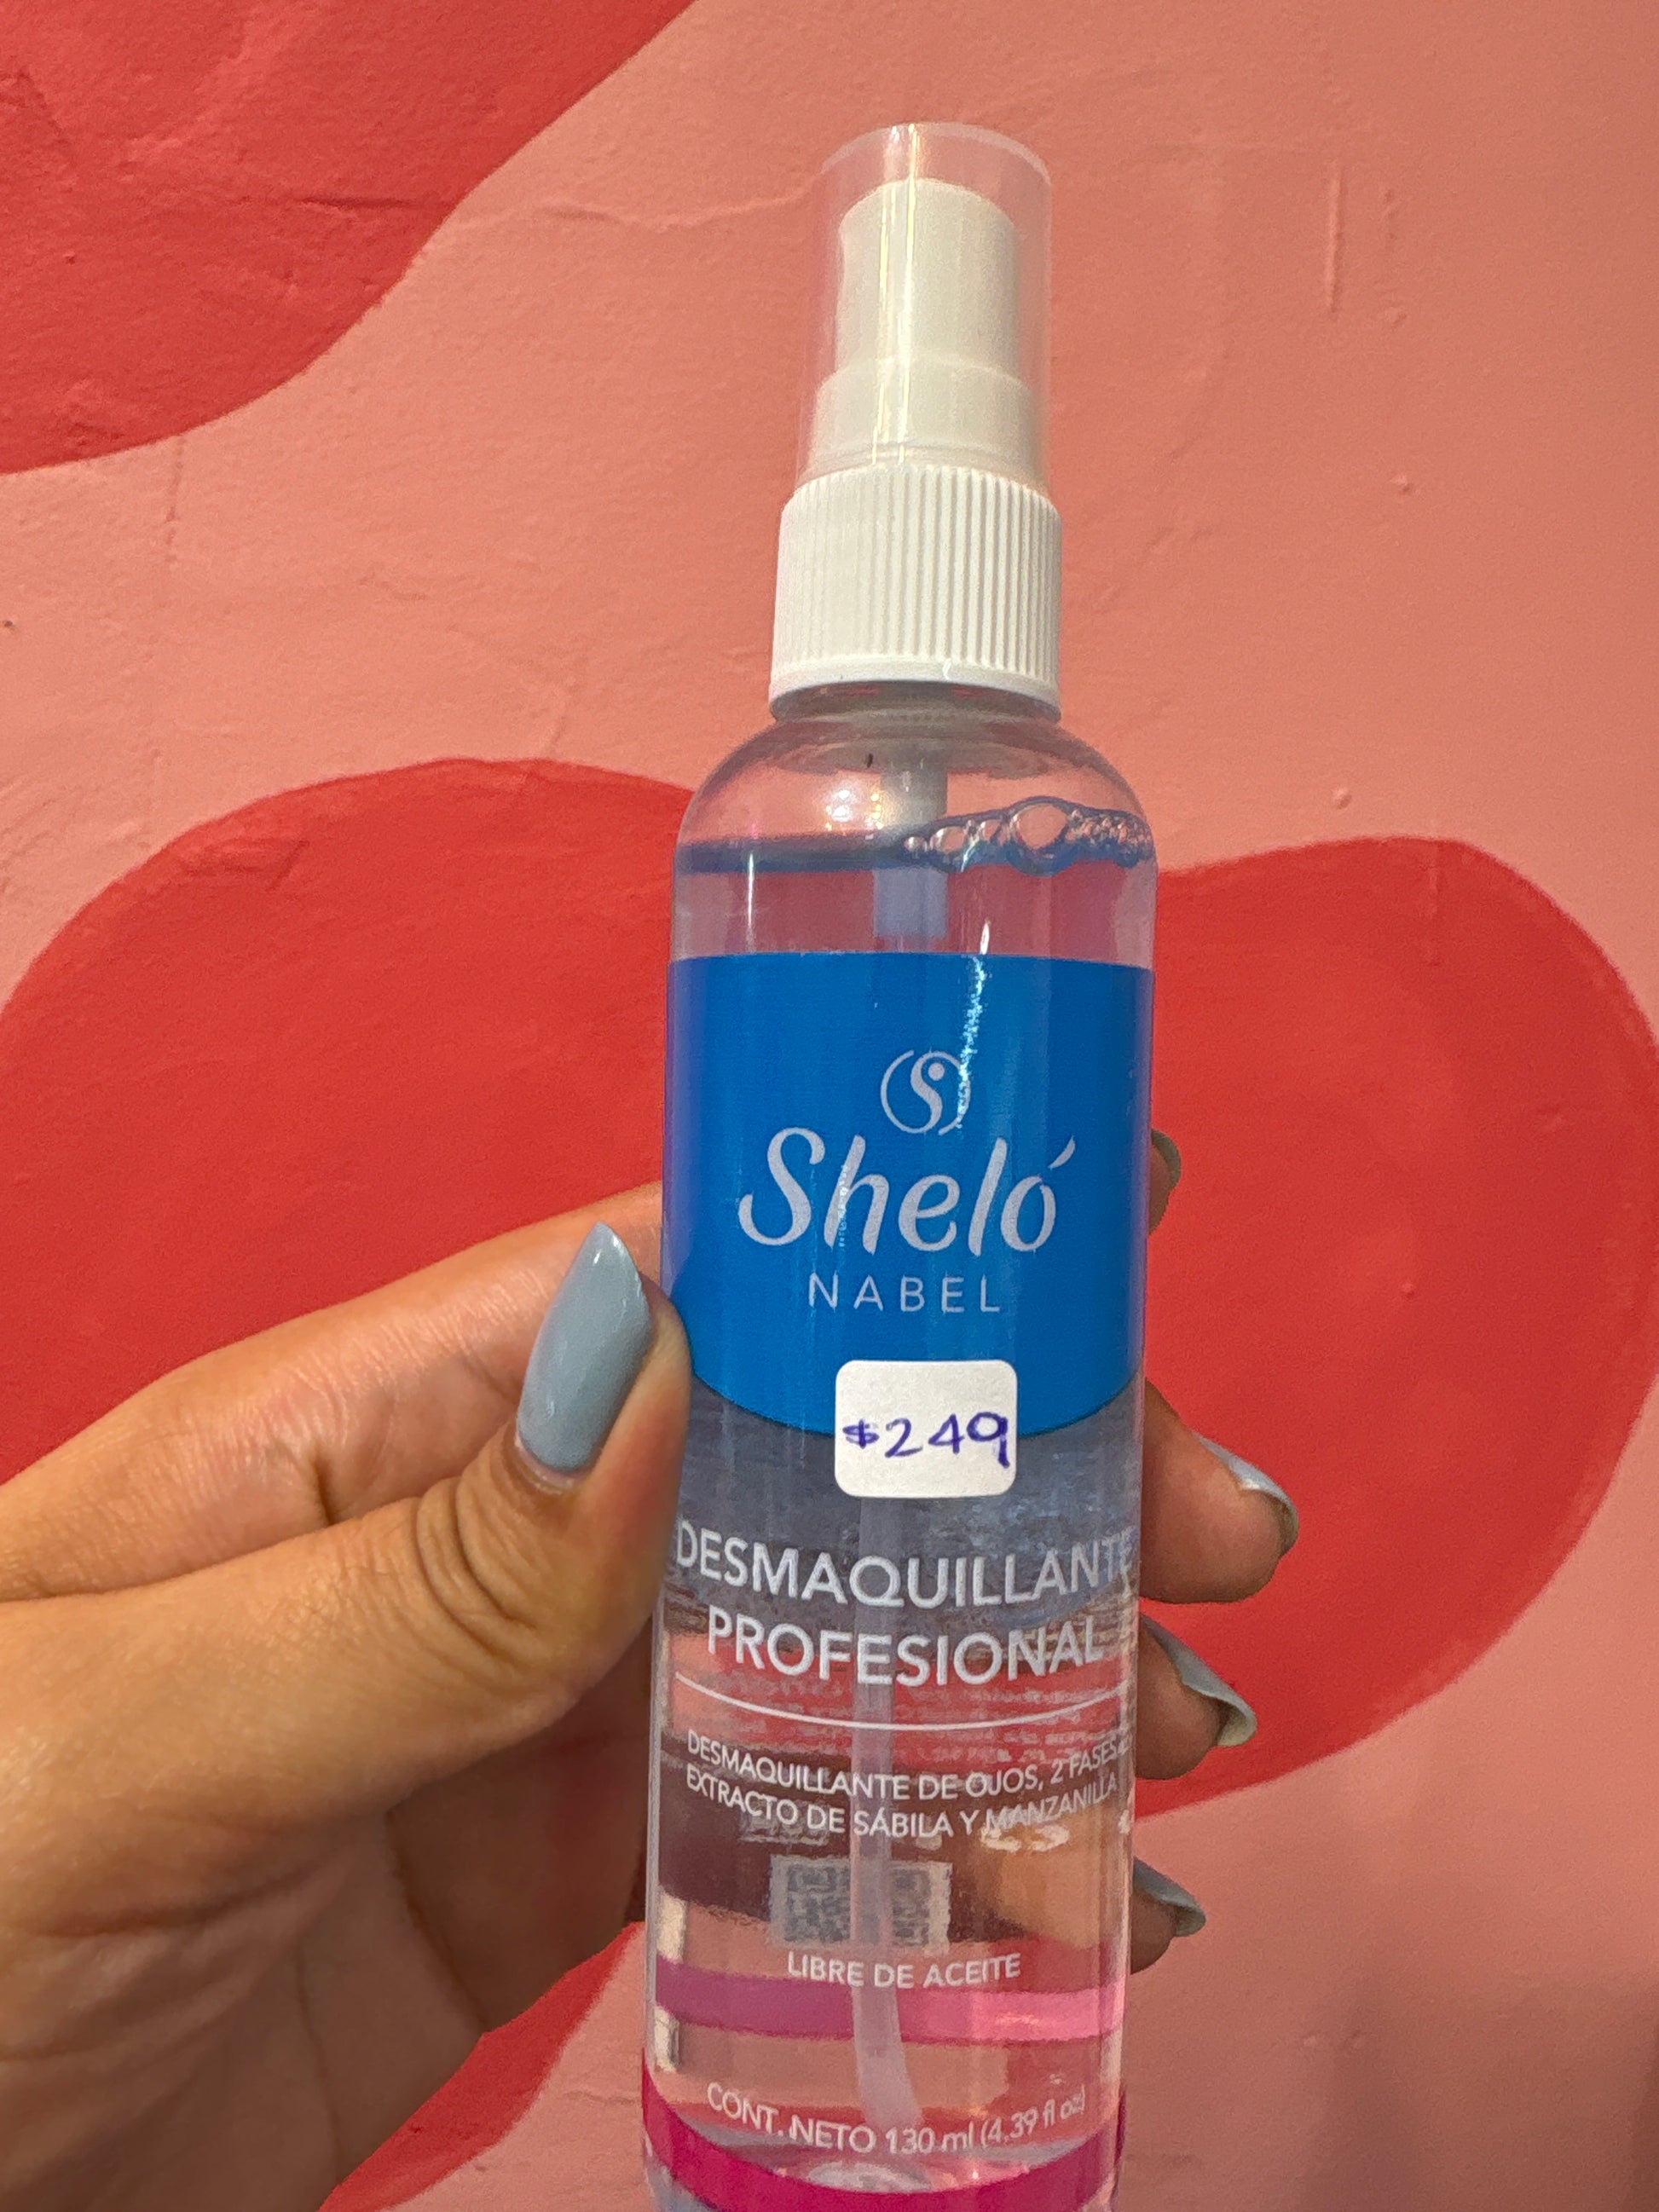 Sheló
NABEL
$249
DESMAQUILLANTE
PROFESIONAL
DESMAQUILLANTE DE OJOS, 2 FASES
EXTRACTO DE SÁBILA Y MANZANILLA
LIBRE DE ACEITE
CONT. NETO 130 ml (4.39 fl oz)